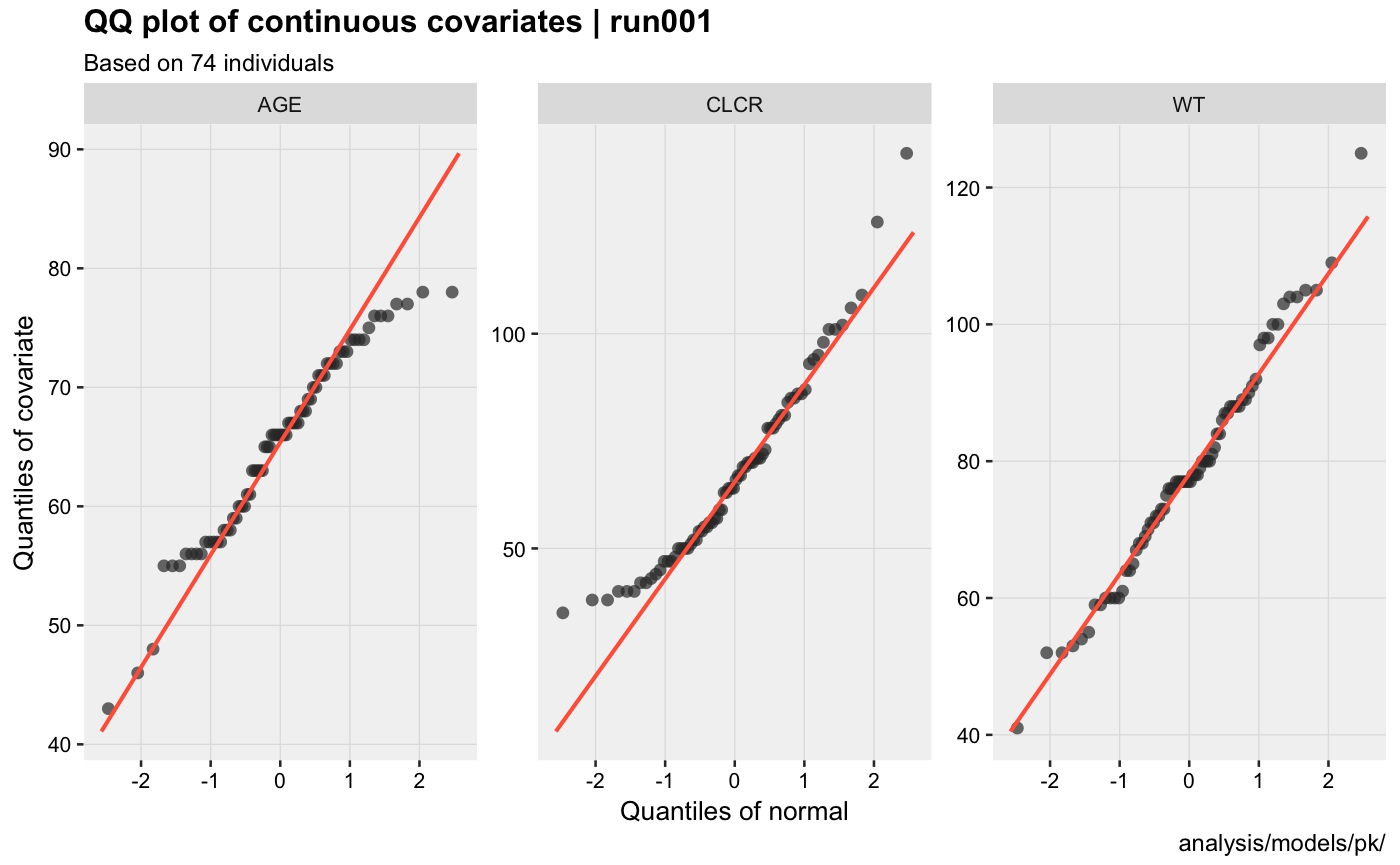 QQ plot of continuous covariates | run001
Based on 74 individuals
AGE
CLCR
WT
Quantiles of covariate
90
80
70
60
50
40
100
50
120
100
80
60
40
-2 -1 0 1 2
-2 -1 0 1 2
-2 -1 0 1 2
Quantiles of normal
analysis/models/pk/